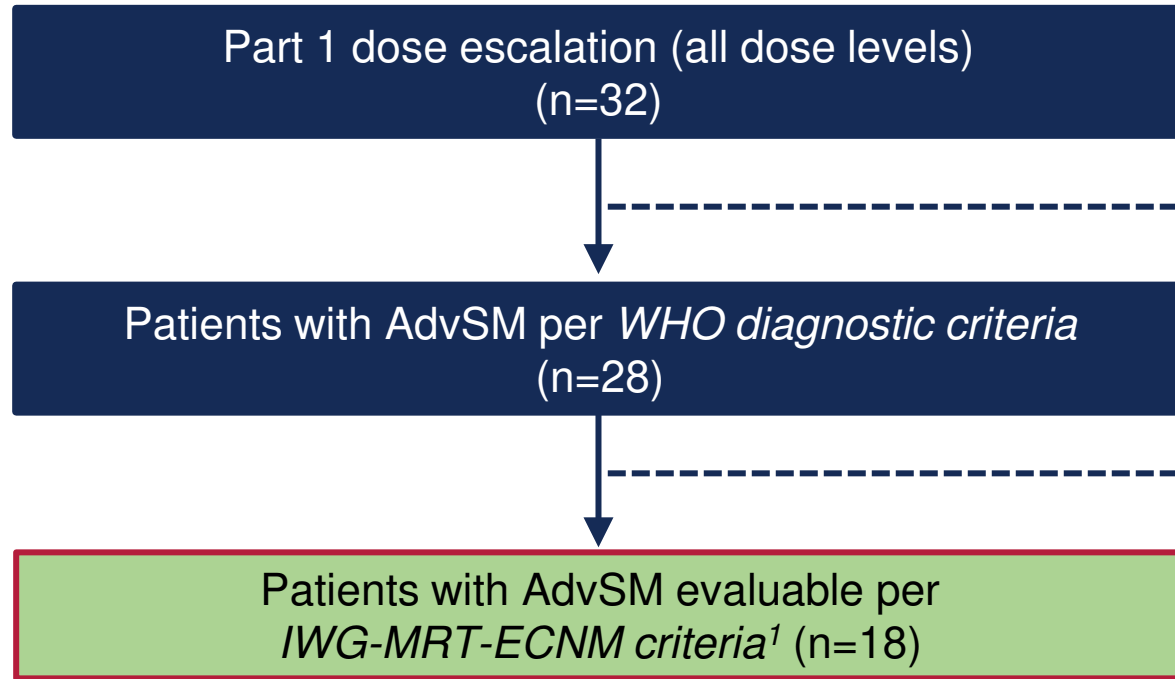 Part 1 dose escalation (all dose levels)
(n=32)
Patients with AdvSM per WHO diagnostic criteria
(n=28)
Patients with AdvSM evaluable per
IWG-MRT-ECNM criteria¹ (n=18)